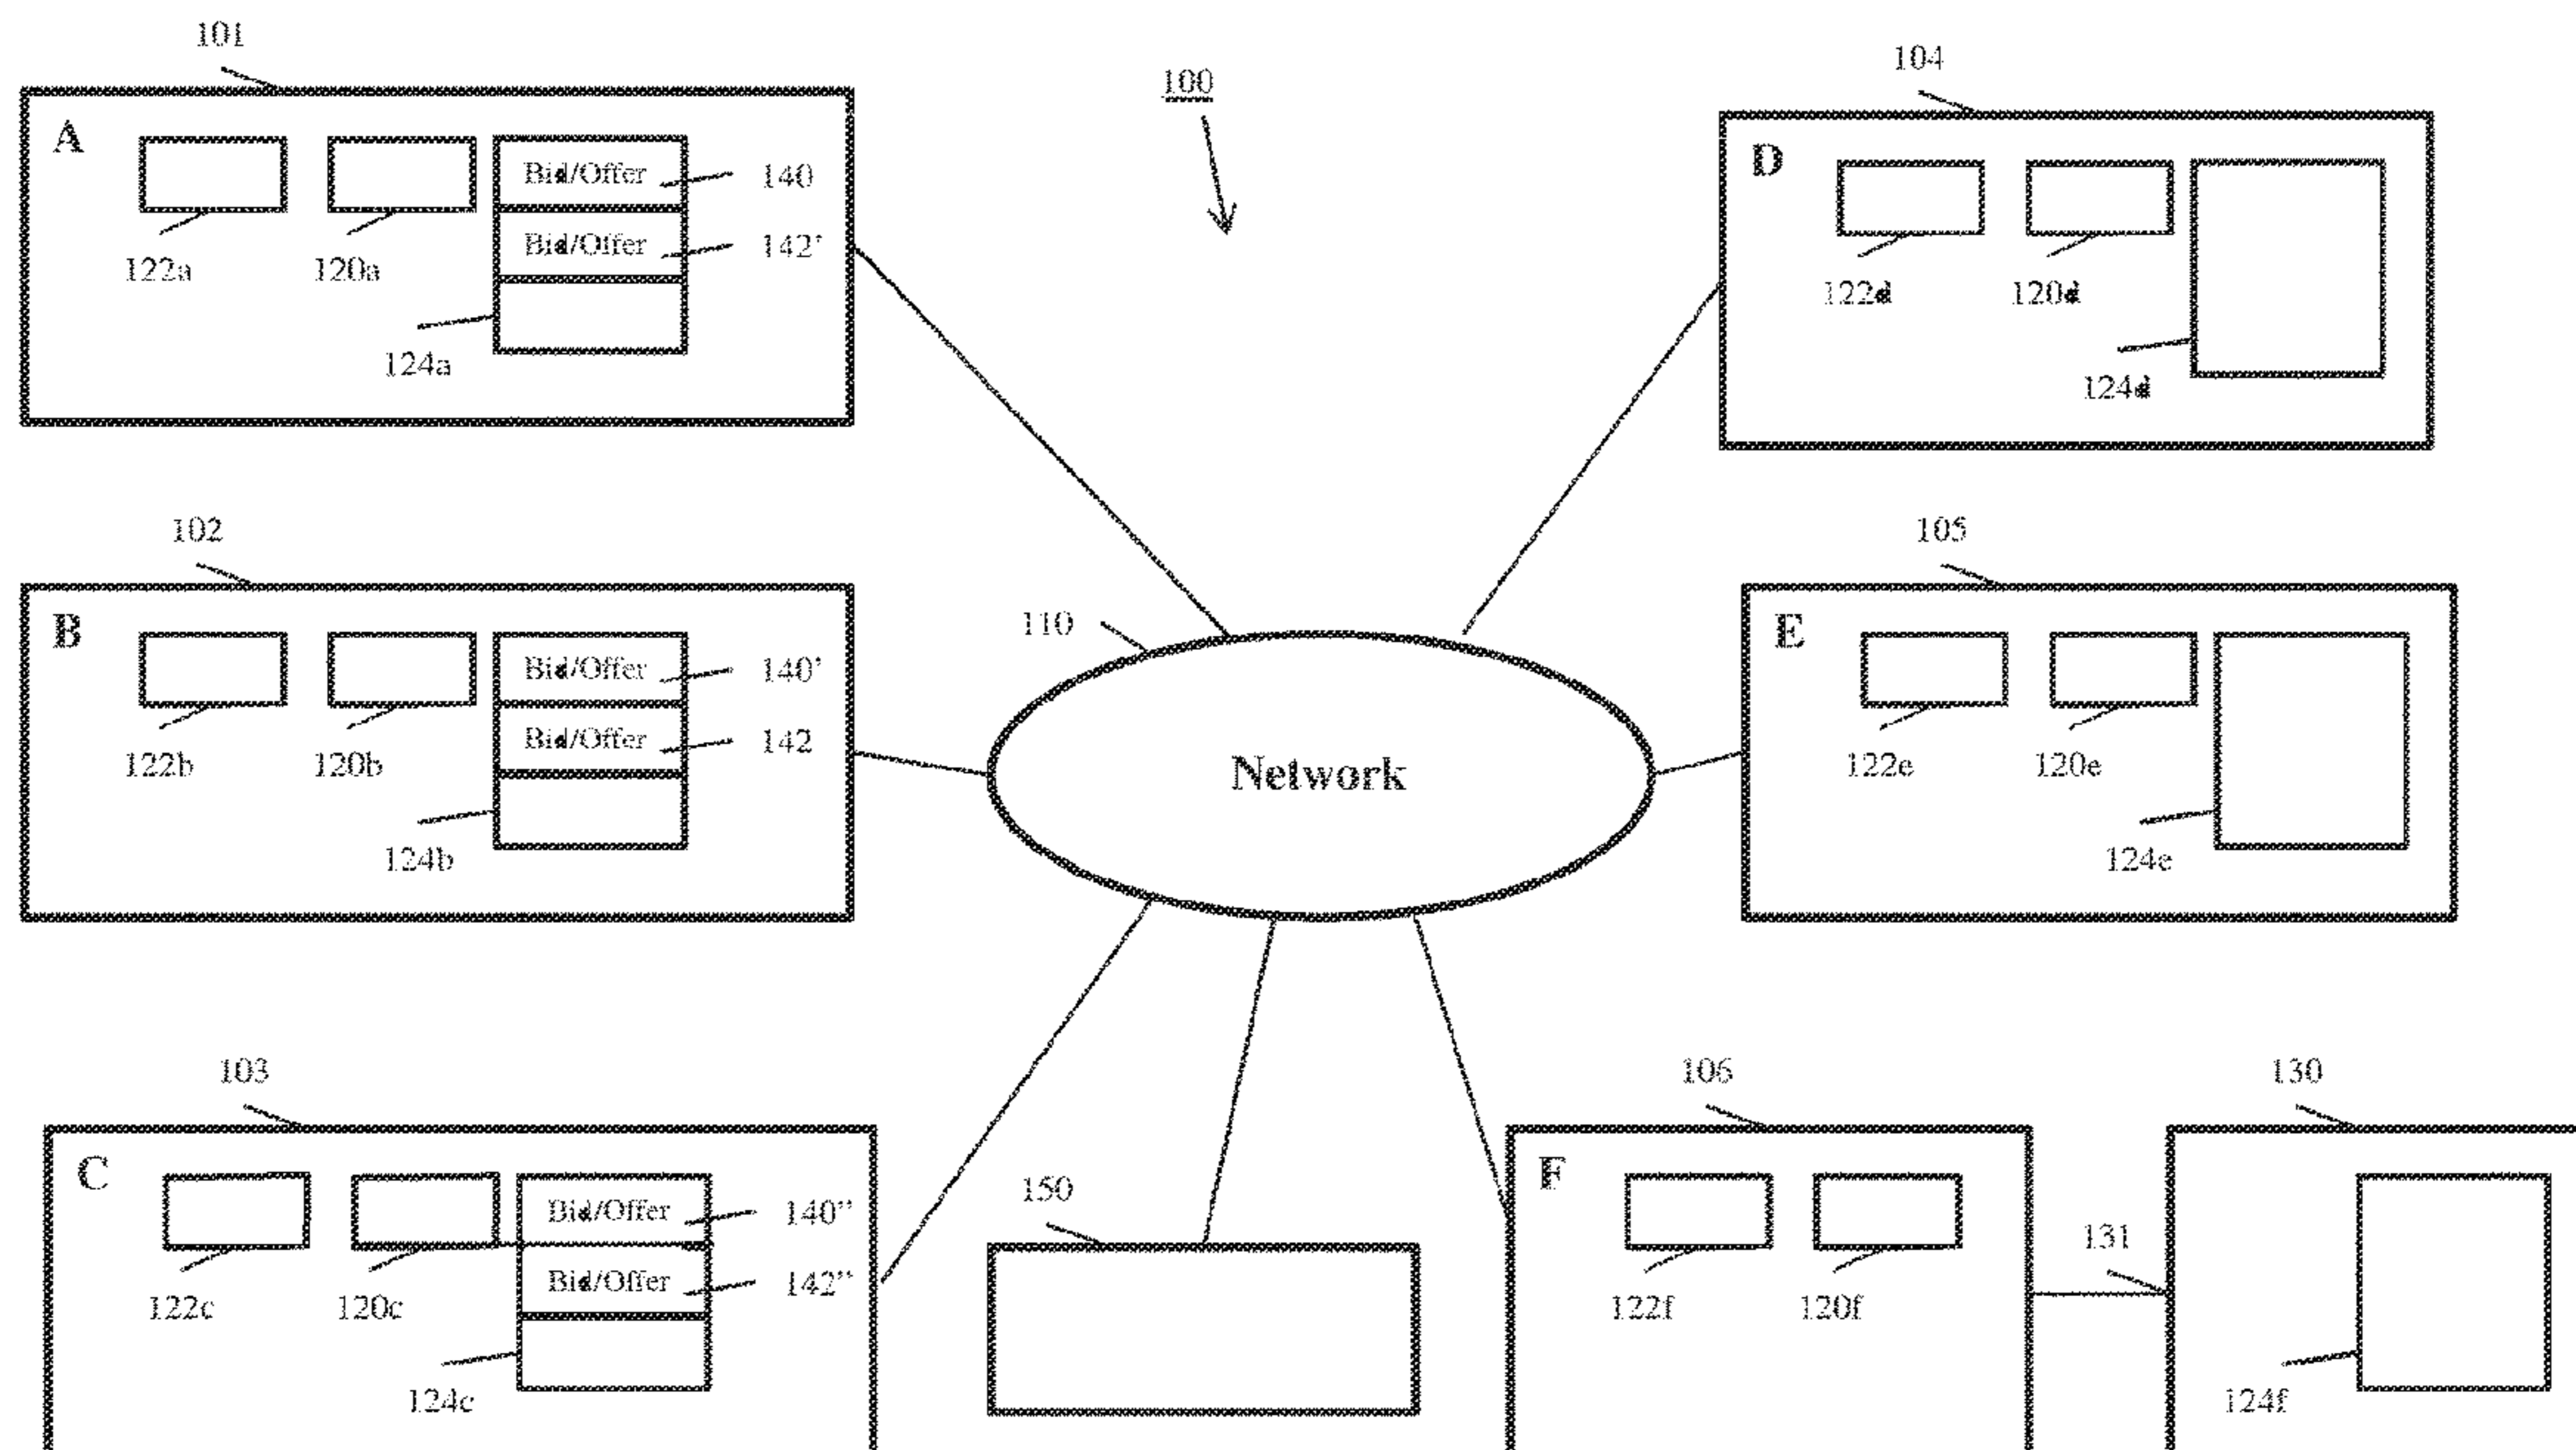 101
A
Bid/Offer
140
Bid/Offer
142'
122a
120a
124a
100
104
D
122d
120d
124d
102
B
Bid/Offer
140'
Bid/Offer
142
122b
120b
124b
110
Network
105
E
122e
120e
124e
103
C
Bid/Offer
140"
Bid/Offer
142"
122c
120c
124c
150
106
F
122f
120f
131
130
124f